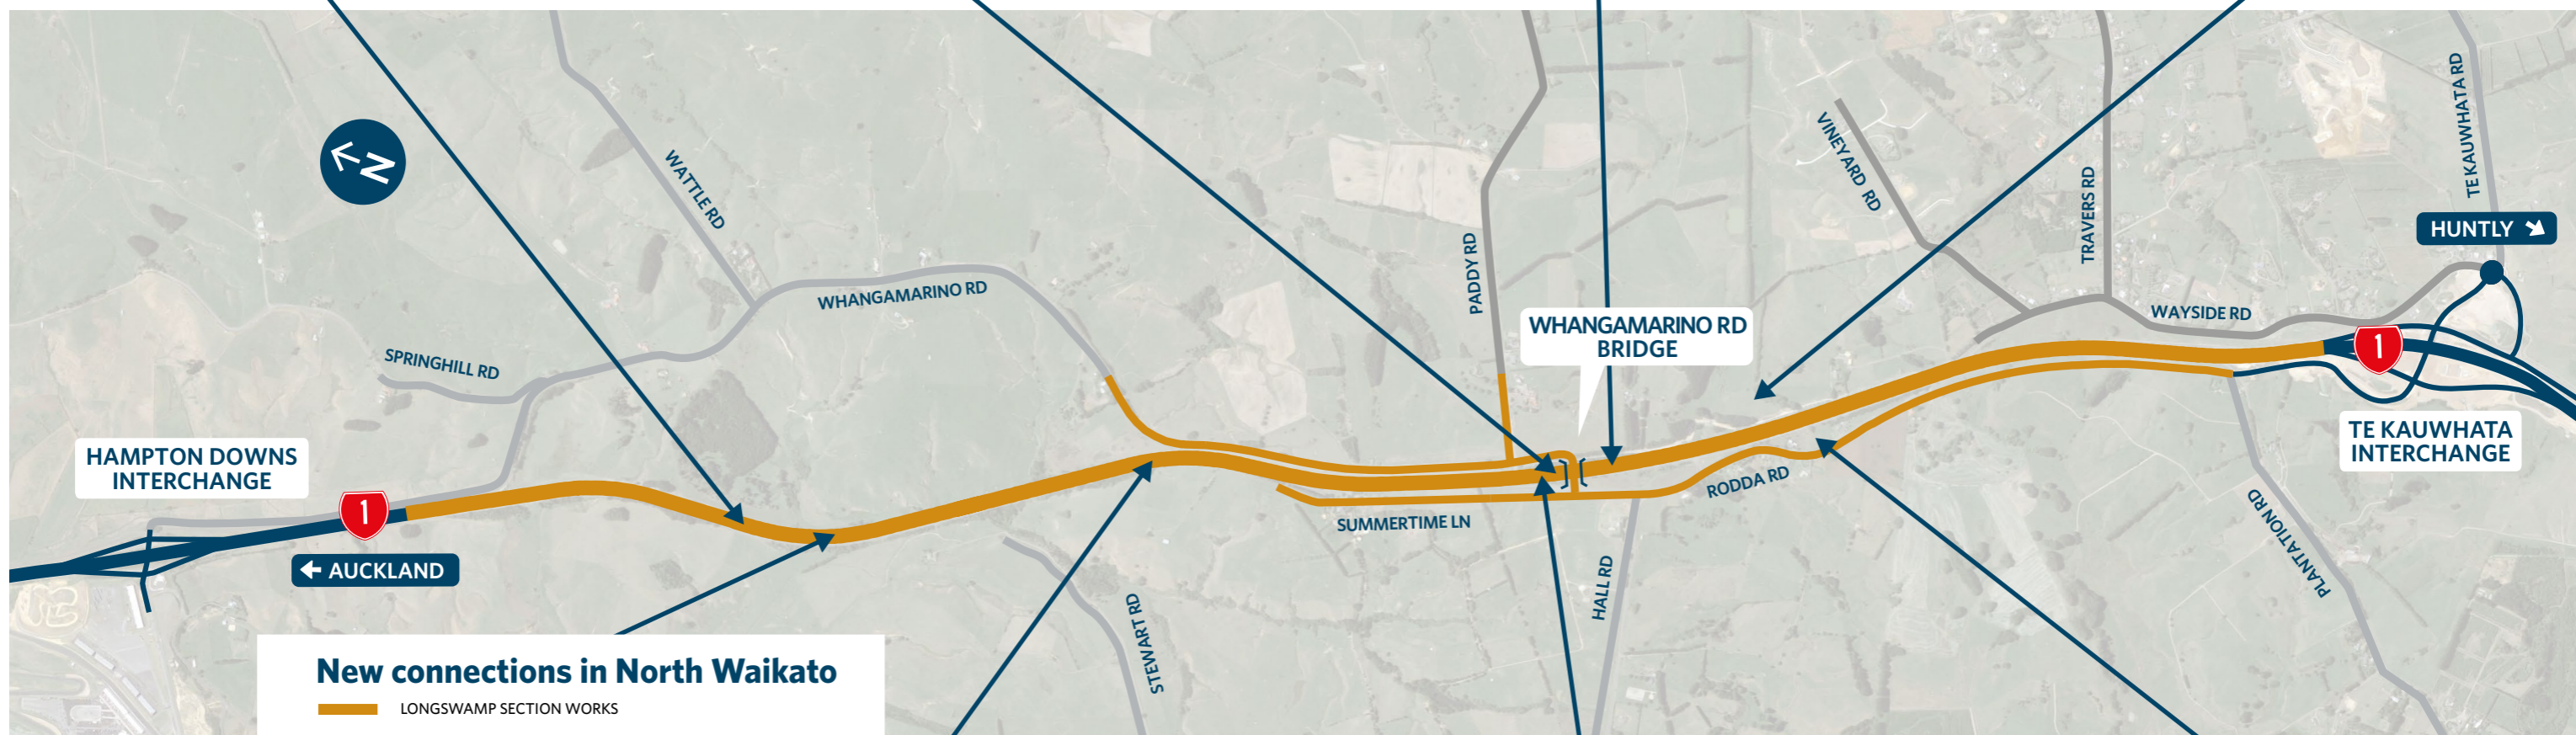 N
WATTLE RD
WHANGAMARINO RD
SPRINGHILL RD
HAMPTON DOWNS
INTERCHANGE
1
AUCKLAND
STEWART RD
SUMMERTIME LN
PADDY RD
WHANGAMARINO RD
BRIDGE
HALL RD
RODDA RD
VINEYARD RD
TRAVERS RD
WAYSIDE RD
TE KAUWHATA RD
HUNTLY
1
TE KAUWHATA
INTERCHANGE
PLANTATION RD
New connections in North Waikato
LONGSWAMP SECTION WORKS